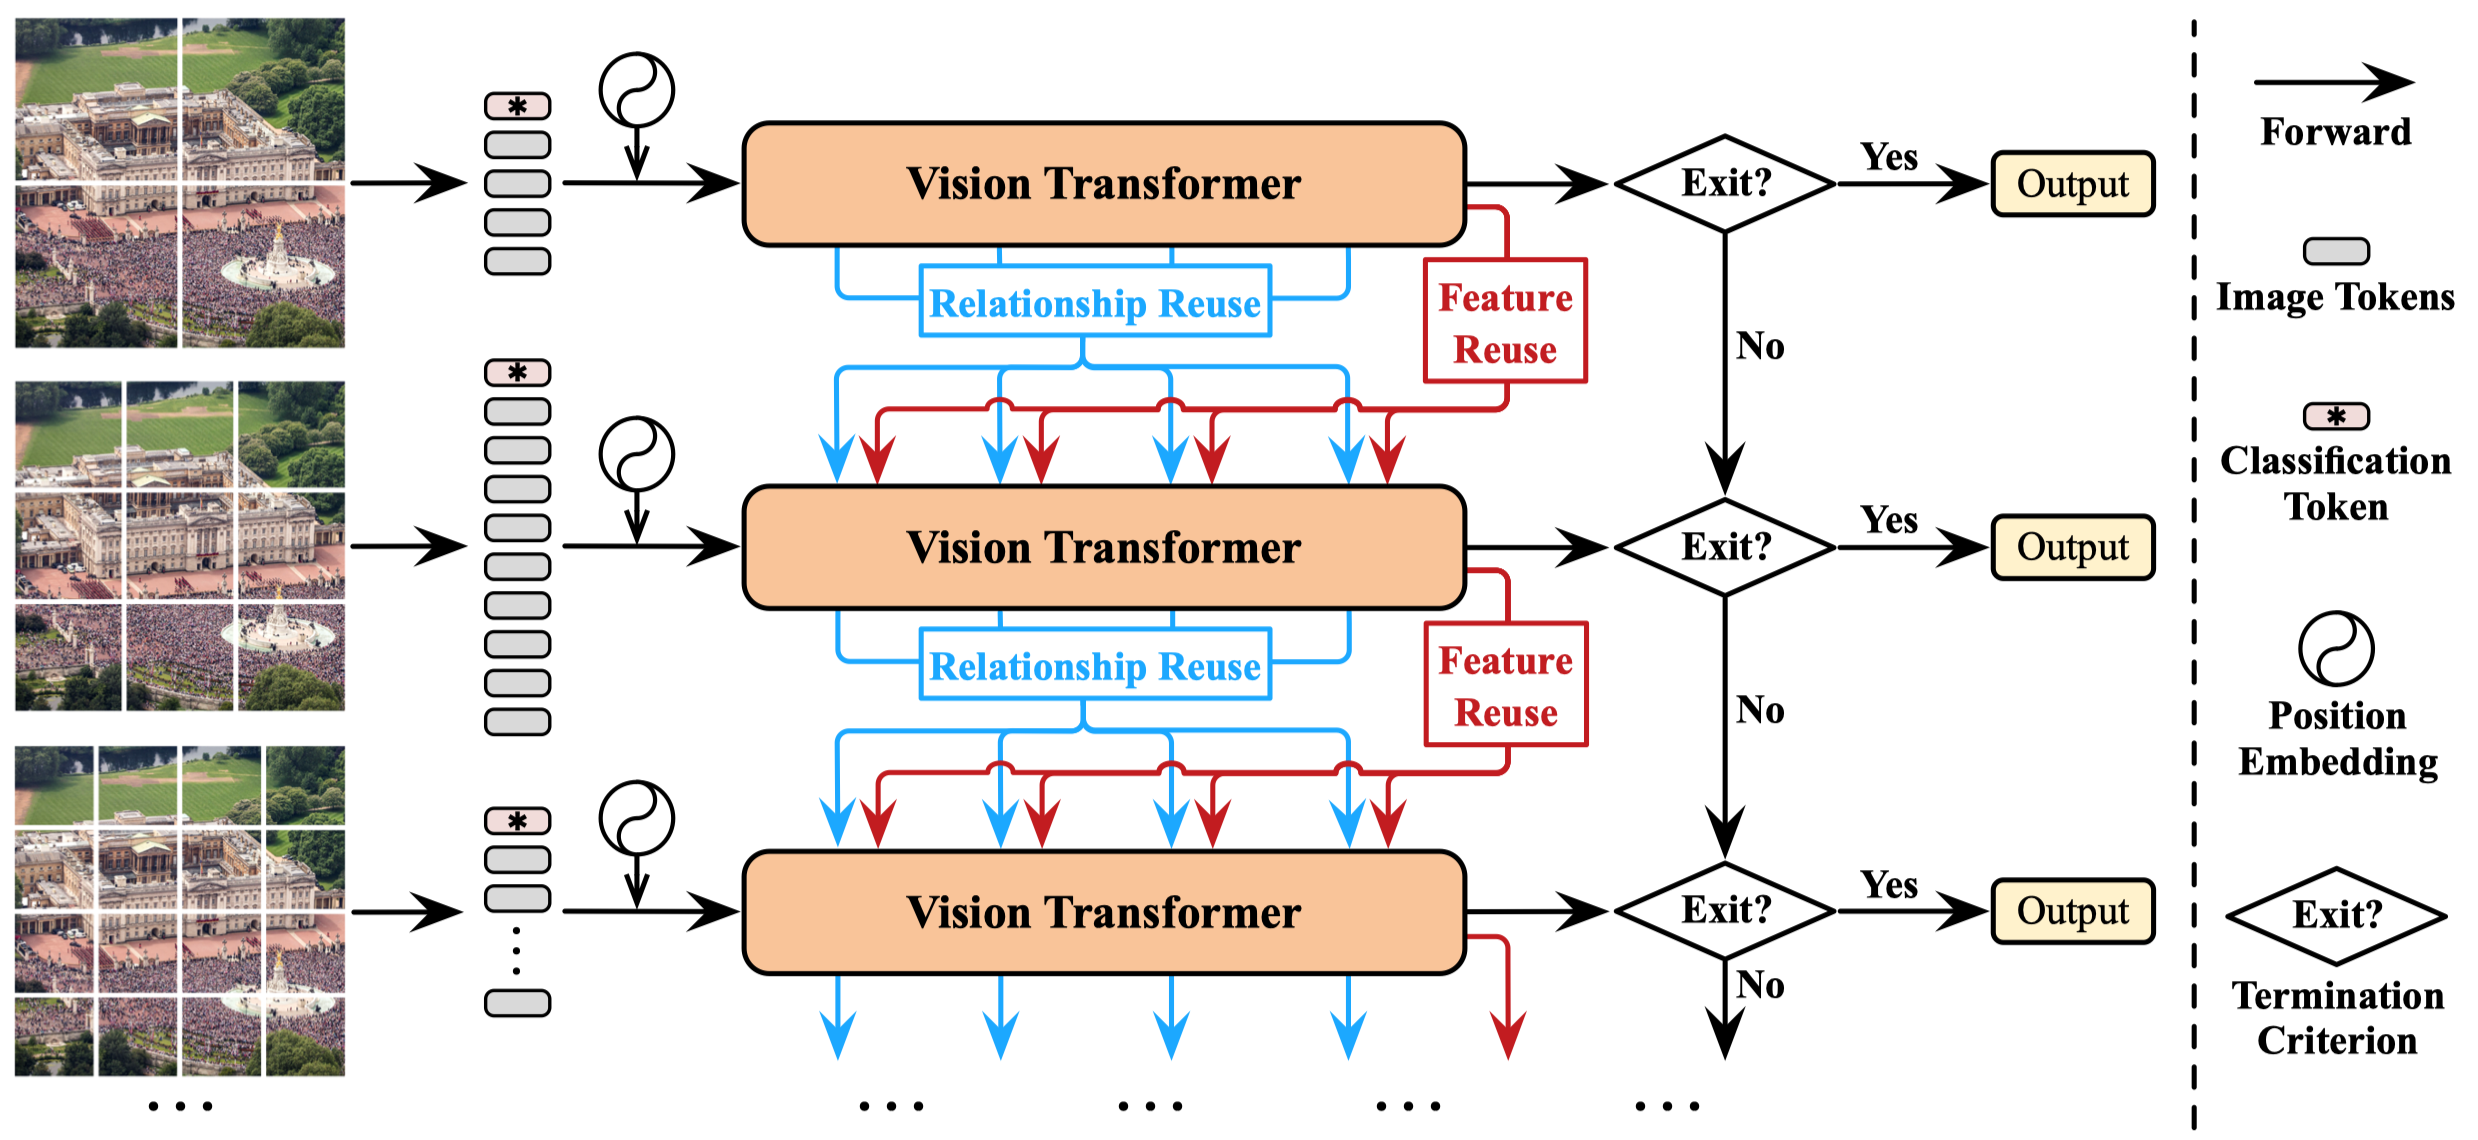 Vision Transformer
Exit?
Yes
Output
Relationship Reuse
Feature
Reuse
No
Vision Transformer
Exit?
Yes
Output
Relationship Reuse
Feature
Reuse
No
Vision Transformer
Exit?
Yes
Output
No
Forward
Image Tokens
*
Classification
Token
Position
Embedding
Exit?
Termination
Criterion